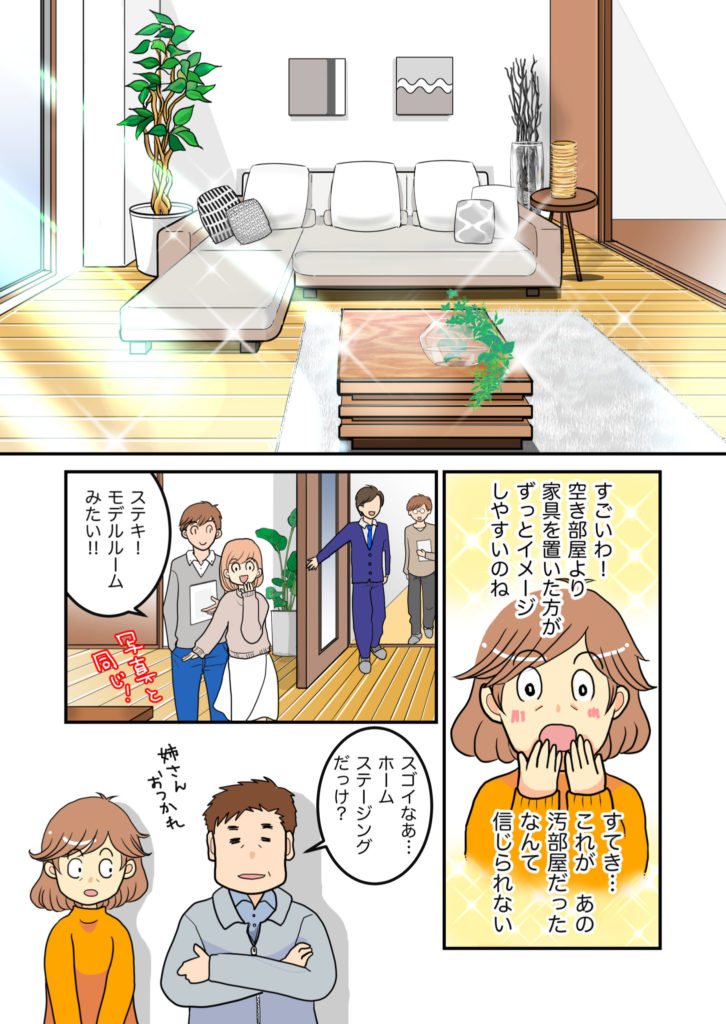 すごいわ！
空き部屋より
家具を置いた方が
ずっとイメージ
しやすいのね
すてき…
これが あの
汚部屋だった
なんて
信じられない
ステキ！
モデルルーム
みたい!!
写真と
同じ！
スゴイなあ…
ホーム
ステージング
だっけ？
姉さん
おつかれ